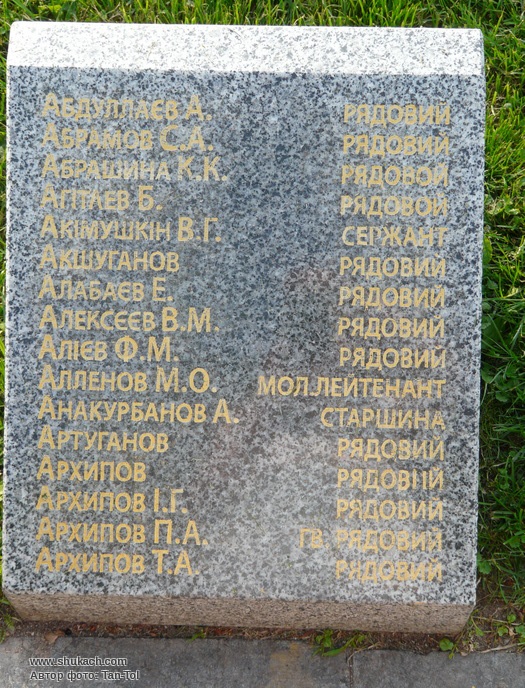 Абдуллаєв А. рядовий
Абрамов С.А. рядовий
Абрашина К.К. рядовой
Агітаев Б. рядовой
Акімушкін В.Г. сержант
Акшуганов рядовий
Алабаєв Е. рядовий
Алексєєв В.М. рядовий
Алієв Ф.М. рядовий
Алленов М.О. мол.лейтенант
Анакурбанов А. старшина
Артуганов рядовий
Архипов рядовий
Архипов І.Г. рядовий
Архипов П.А. гв. рядовий
Архипов Т.А. рядовий
www.shukach.com
Автор фото: Tan-Tol